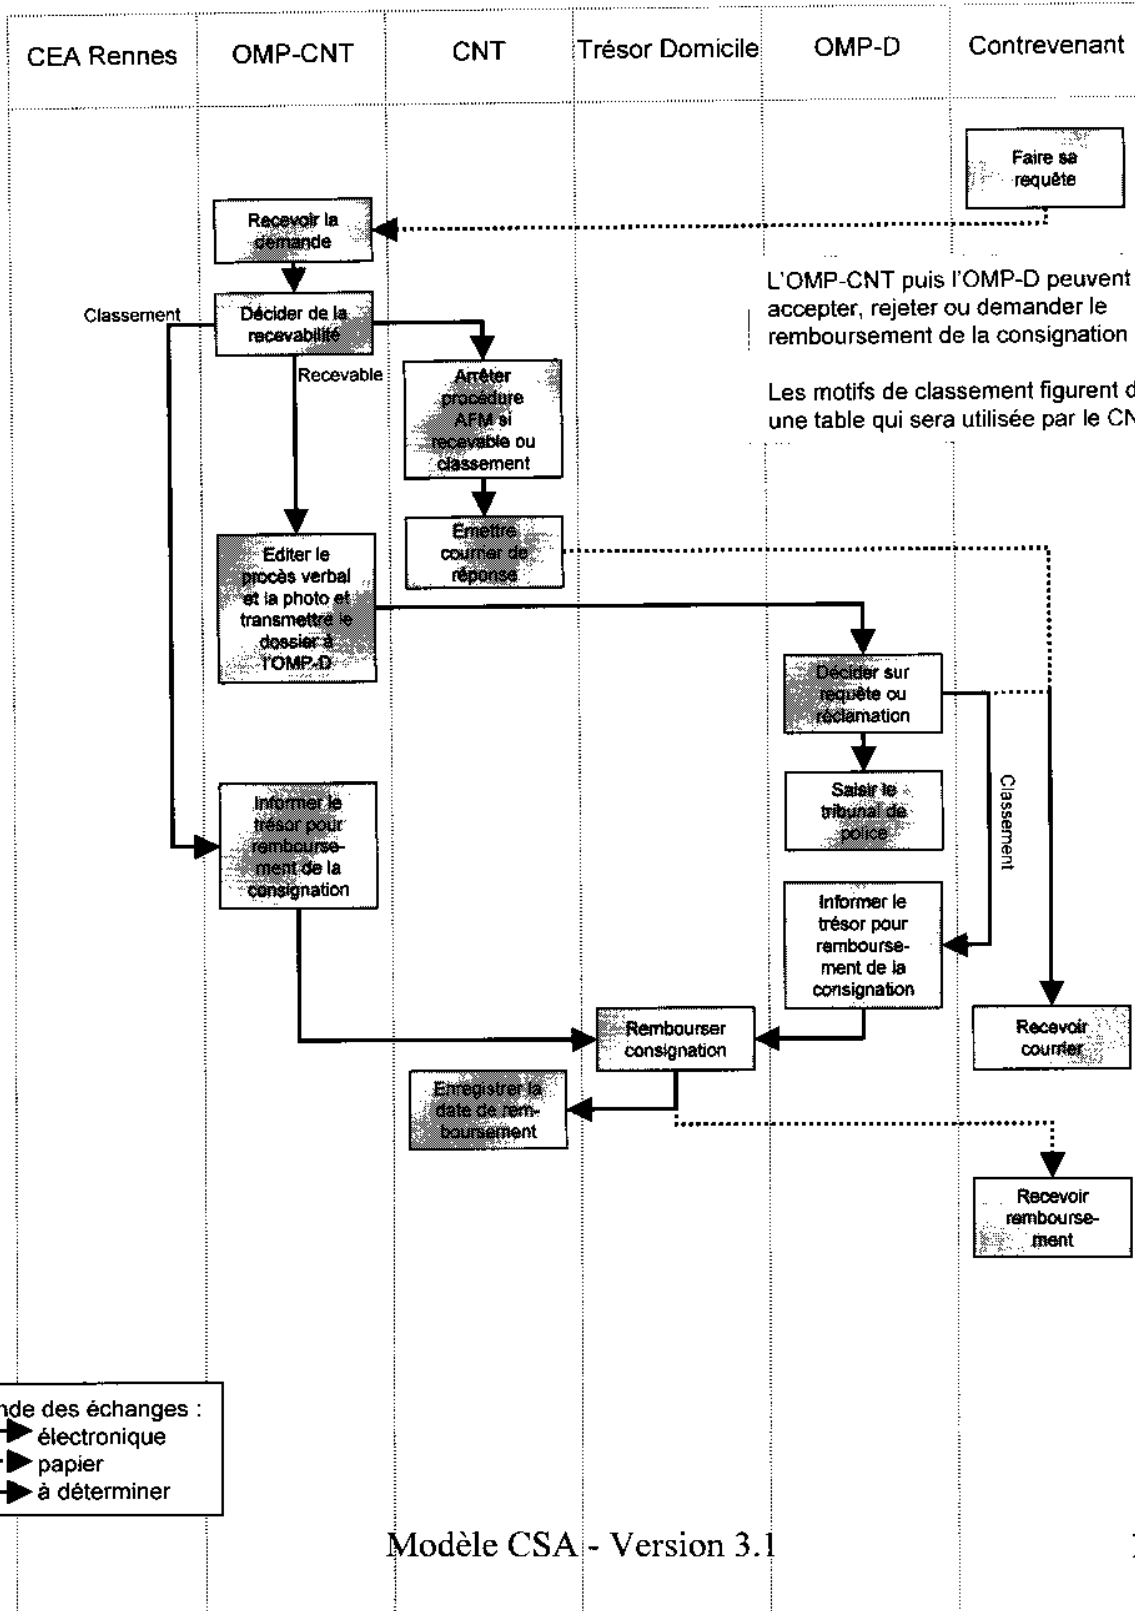 CEA Rennes
OMP-CNT
CNT
Trésor Domicile
OMP-D
Contrevenant
Faire sa
requête
Recevoir la
demande
L'OMP-CNT puis l'OMP-D peuvent
accepter, rejeter ou demander le
remboursement de la consignation
Les motifs de classement figurent d
une table qui sera utilisée par le CN
Classement
Décider de la
recevabilité
Recevable
Arrêter
procédure
AFM si
recevable ou
classement
Emettre
courrier de
réponse
Editer le
procès verbal
et la photo et
transmettre le
dossier à
l'OMP-D
Décider sur
requête ou
réclamation
Saisir le
tribunal de
police
Classement
Informer le
trésor pour
rembourse-
ment de la
consignation
Informer le
trésor pour
rembourse-
ment de la
consignation
Rembourser
consignation
Recevoir
courrier
Enregistrer la
date de rem-
boursement
Recevoir
rembourse-
ment
nde des échanges :
électronique
papier
à déterminer
Modèle CSA - Version 3.1